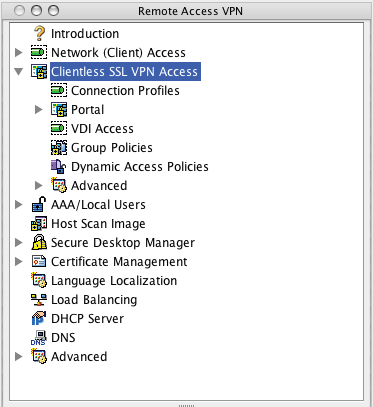 Remote Access VPN
Introduction
Network (Client) Access
Clientless SSL VPN Access
Connection Profiles
Portal
VDI Access
Group Policies
Dynamic Access Policies
Advanced
AAA/Local Users
Host Scan Image
Secure Desktop Manager
Certificate Management
Language Localization
Load Balancing
DHCP Server
DNS
Advanced